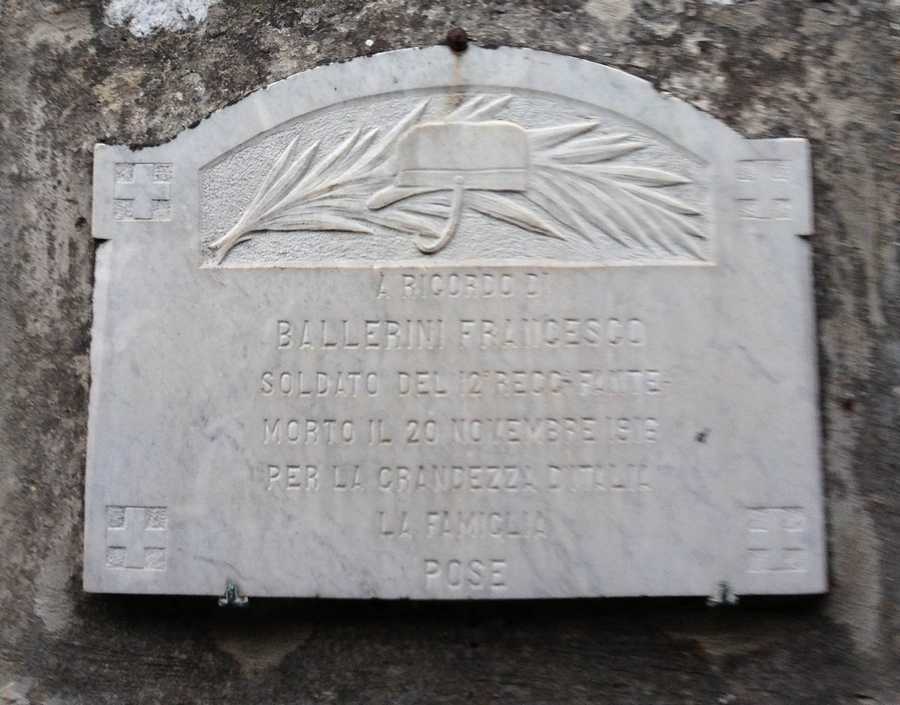 A RICORDO DI
BALLERINI FRANCESCO
SOLDATO DEL 12° REGG. FANTE.
MORTO IL 20 NOVEMBRE
PER LA GRANDEZZA D'ITALIA
LA FAMIGLIA
POSE